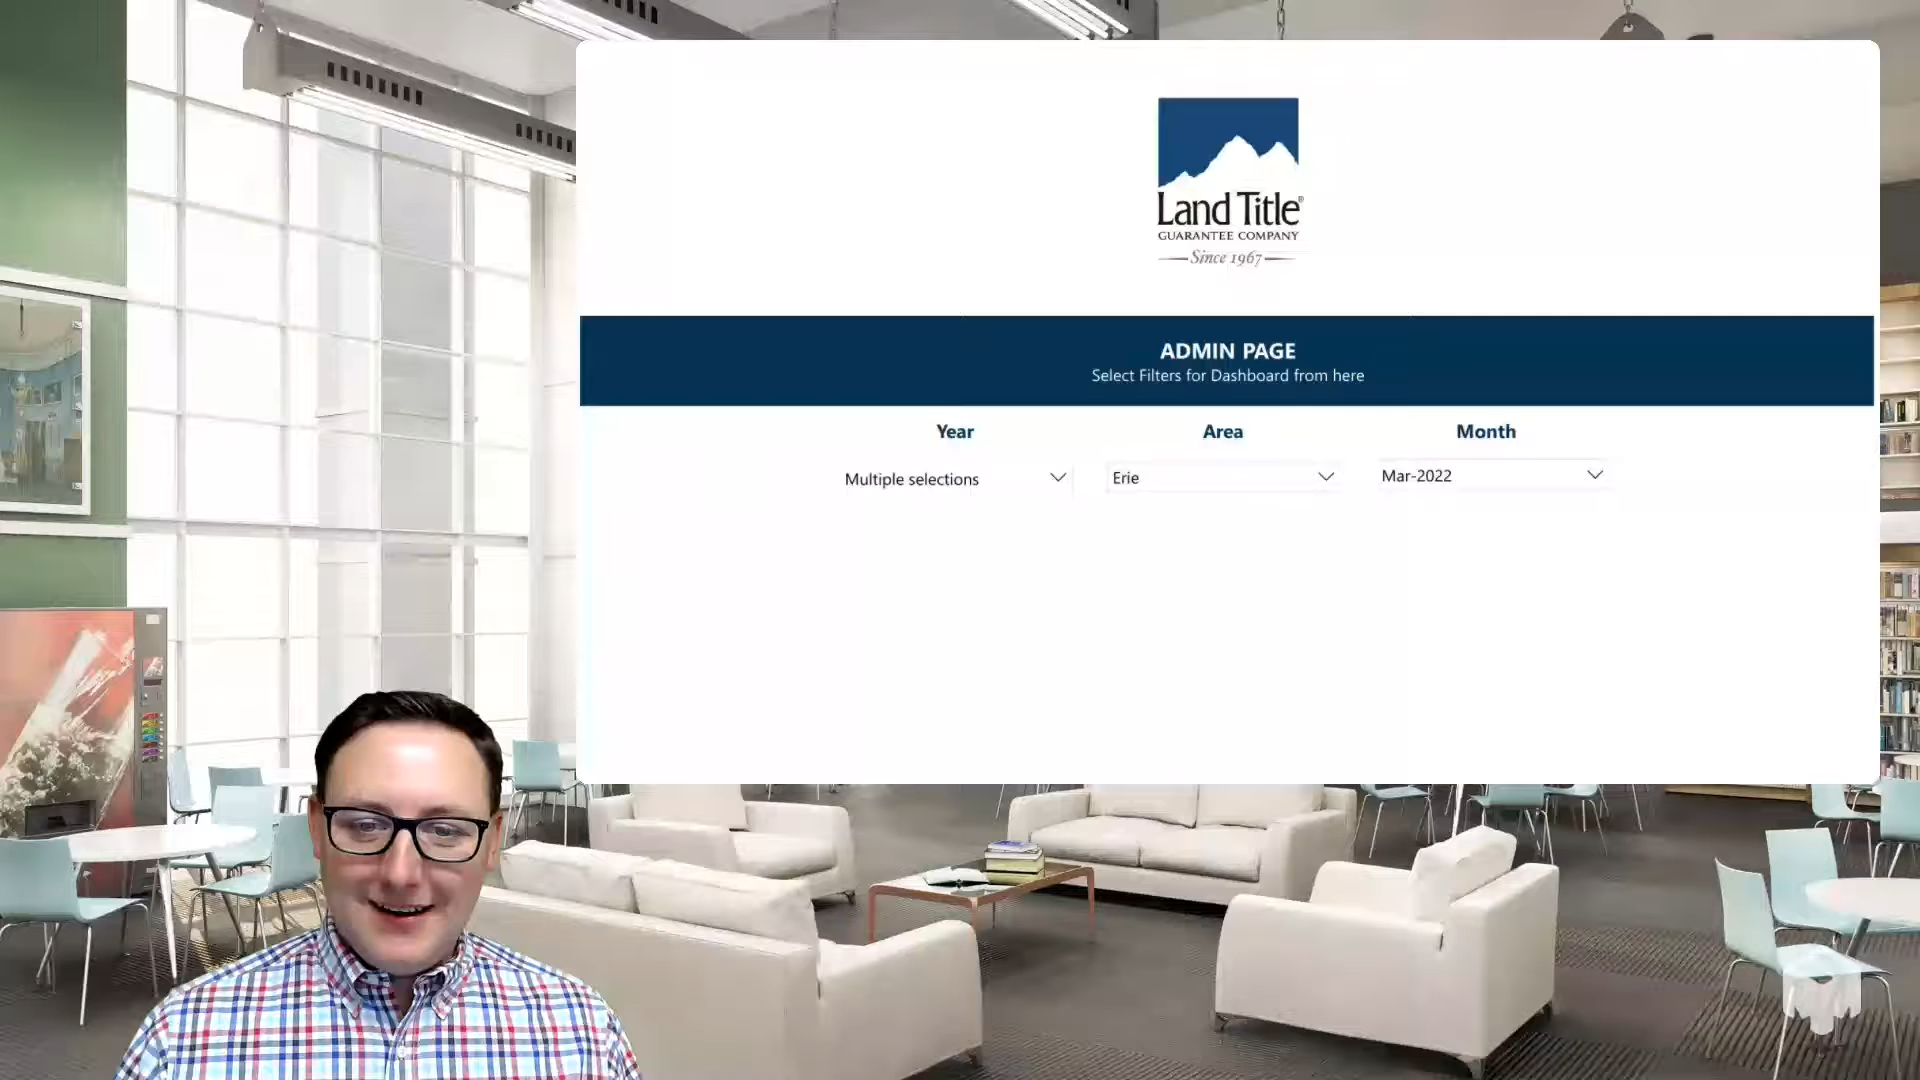 Land Title®
GUARANTEE COMPANY
Since 1967
ADMIN PAGE
Select Filters for Dashboard from here
Year
Area
Month
Multiple selections
Erie
Mar-2022